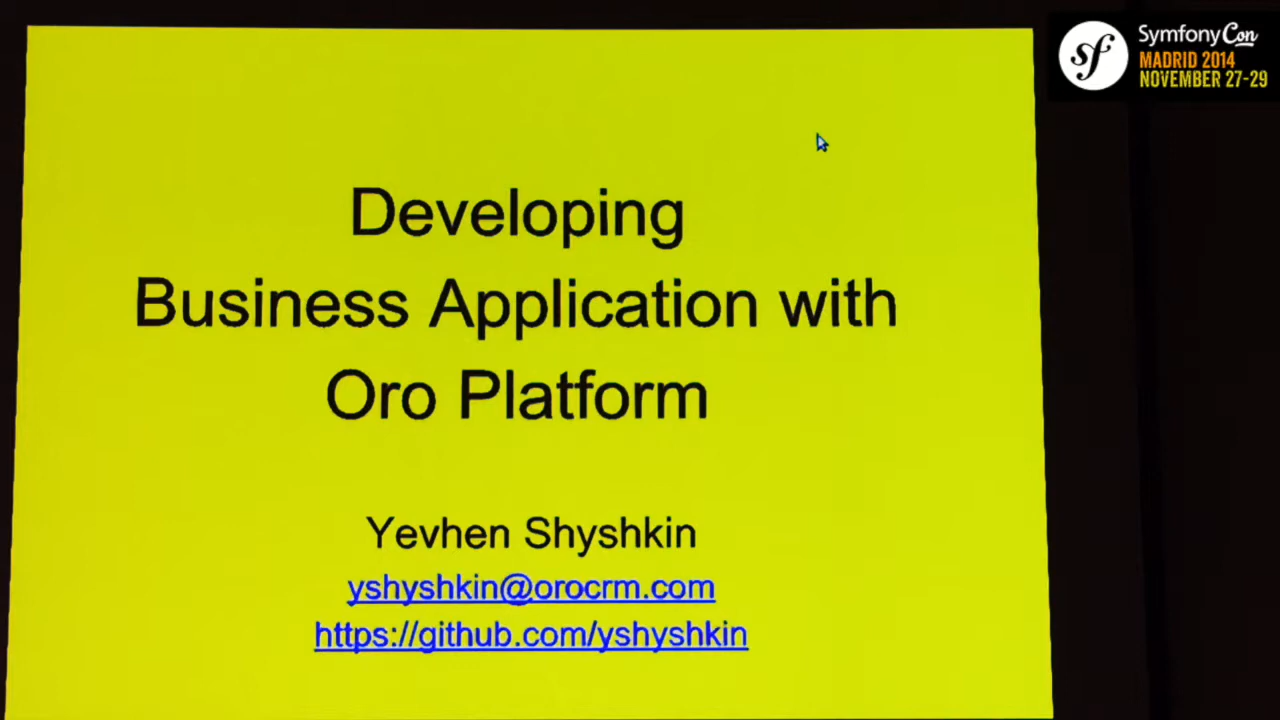 Developing
Business Application with
Oro Platform
Yevhen Shyshkin
yshyshkin@orocrm.com
https://github.com/yshyshkin
sf
SymfonyCon
MADRID 2014
NOVEMBER 27-29